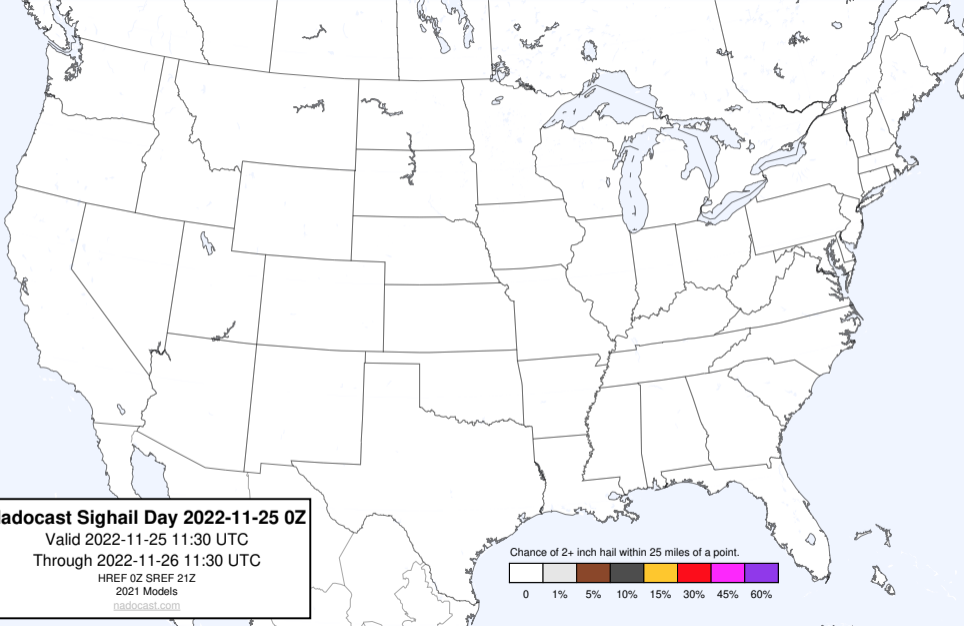 adocast Sighail Day 2022-11-25 0Z
Valid 2022-11-25 11:30 UTC
Through 2022-11-26 11:30 UTC
HREF 0Z SREF 21Z
2021 Models
nadocast.com
Chance of 2+ inch hail within 25 miles of a point.
0 1% 5% 10% 15% 30% 45% 60%